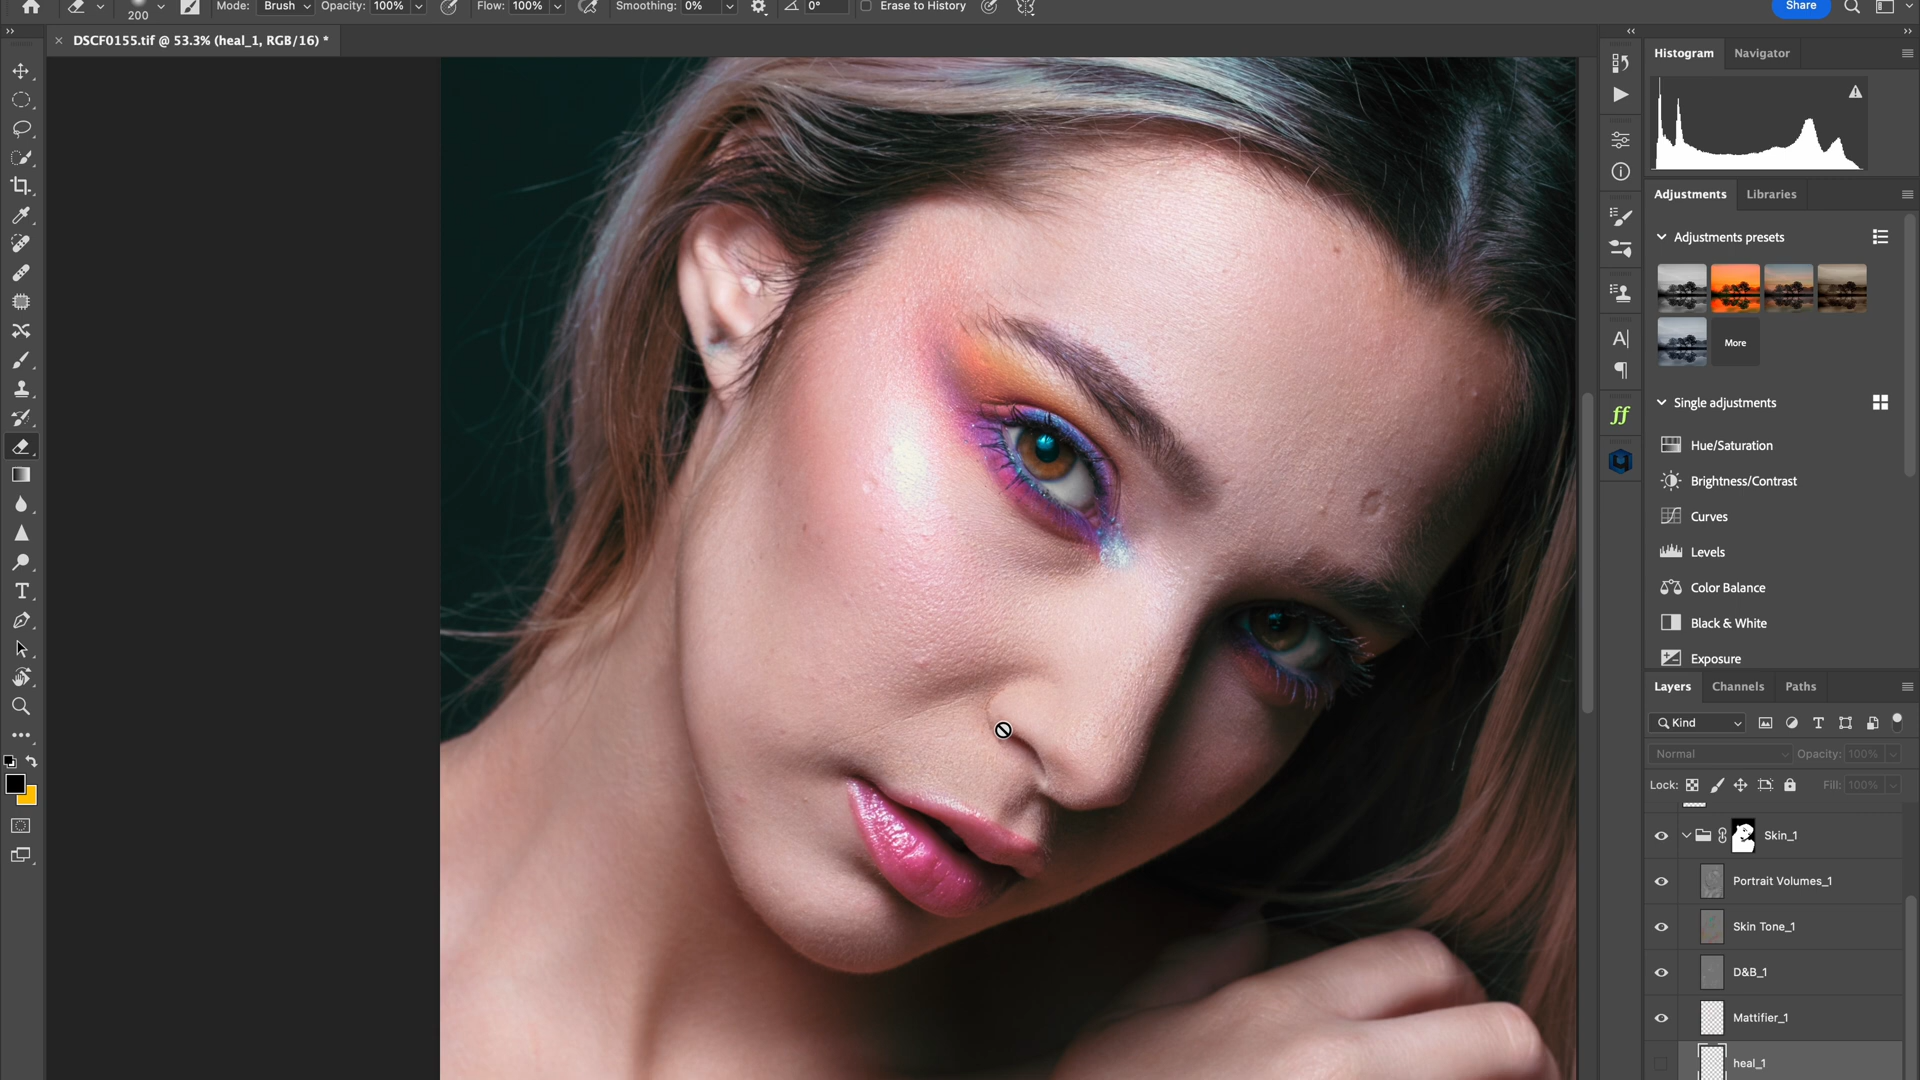 200
Mode: Brush Opacity: 100% Flow: 100% Smoothing: 0% 0° Erase to History
Share
DSCF0155.tif @ 53.3% (heal_1, RGB/16) *
Histogram Navigator
Adjustments Libraries
Adjustments presets
More
Single adjustments
Hue/Saturation
Brightness/Contrast
Curves
Levels
Color Balance
Black & White
Exposure
Layers Channels Paths
Kind
Normal Opacity: 100%
Lock: Fill: 100%
Skin_1
Portrait Volumes_1
Skin Tone_1
D&B_1
Mattifier_1
heal_1